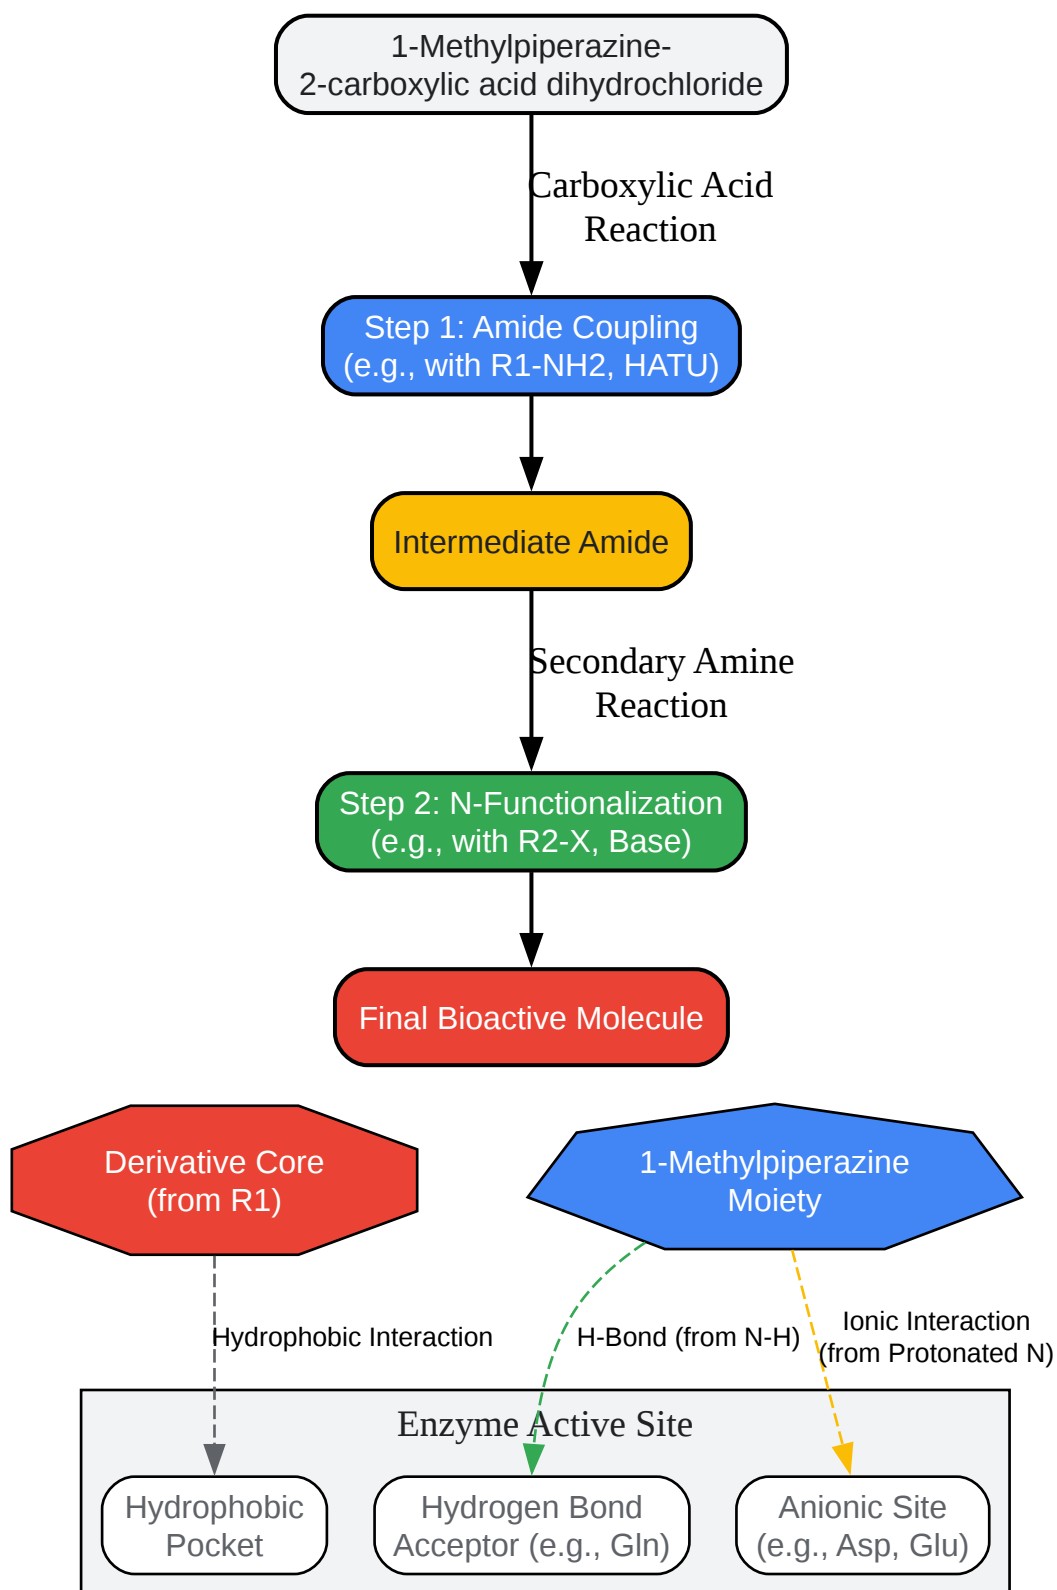 1-Methylpiperazine-
2-carboxylic acid dihydrochloride
Carboxylic Acid
Reaction
Step 1: Amide Coupling
(e.g., with R1-NH2, HATU)
Intermediate Amide
Secondary Amine
Reaction
Step 2: N-Functionalization
(e.g., with R2-X, Base)
Final Bioactive Molecule
Derivative Core
(from R1)
1-Methylpiperazine
Moiety
Hydrophobic Interaction
H-Bond (from N-H)
Ionic Interaction
(from Protonated N)
Enzyme Active Site
Hydrophobic
Pocket
Hydrogen Bond
Acceptor (e.g., Gln)
Anionic Site
(e.g., Asp, Glu)